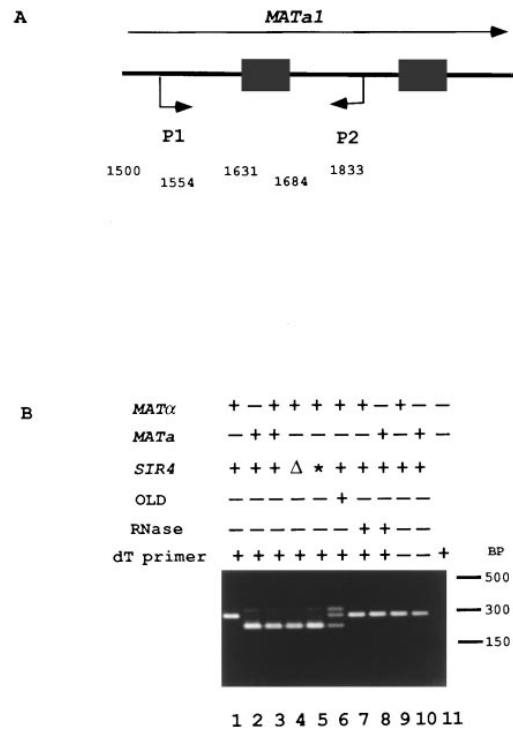 A
MATa1
P1 P2
1500 1554 1631 1684 1833
B
MATα + − + + + + + − + − −
MATa − + + − − − − + − + −
SIR4 + + + Δ * + + + + +
OLD − − − − − + − − − −
RNase − − − − − − + + − −
dT primer + + + + + + + + − − +
BP
500
300
150
1 2 3 4 5 6 7 8 9 10 11